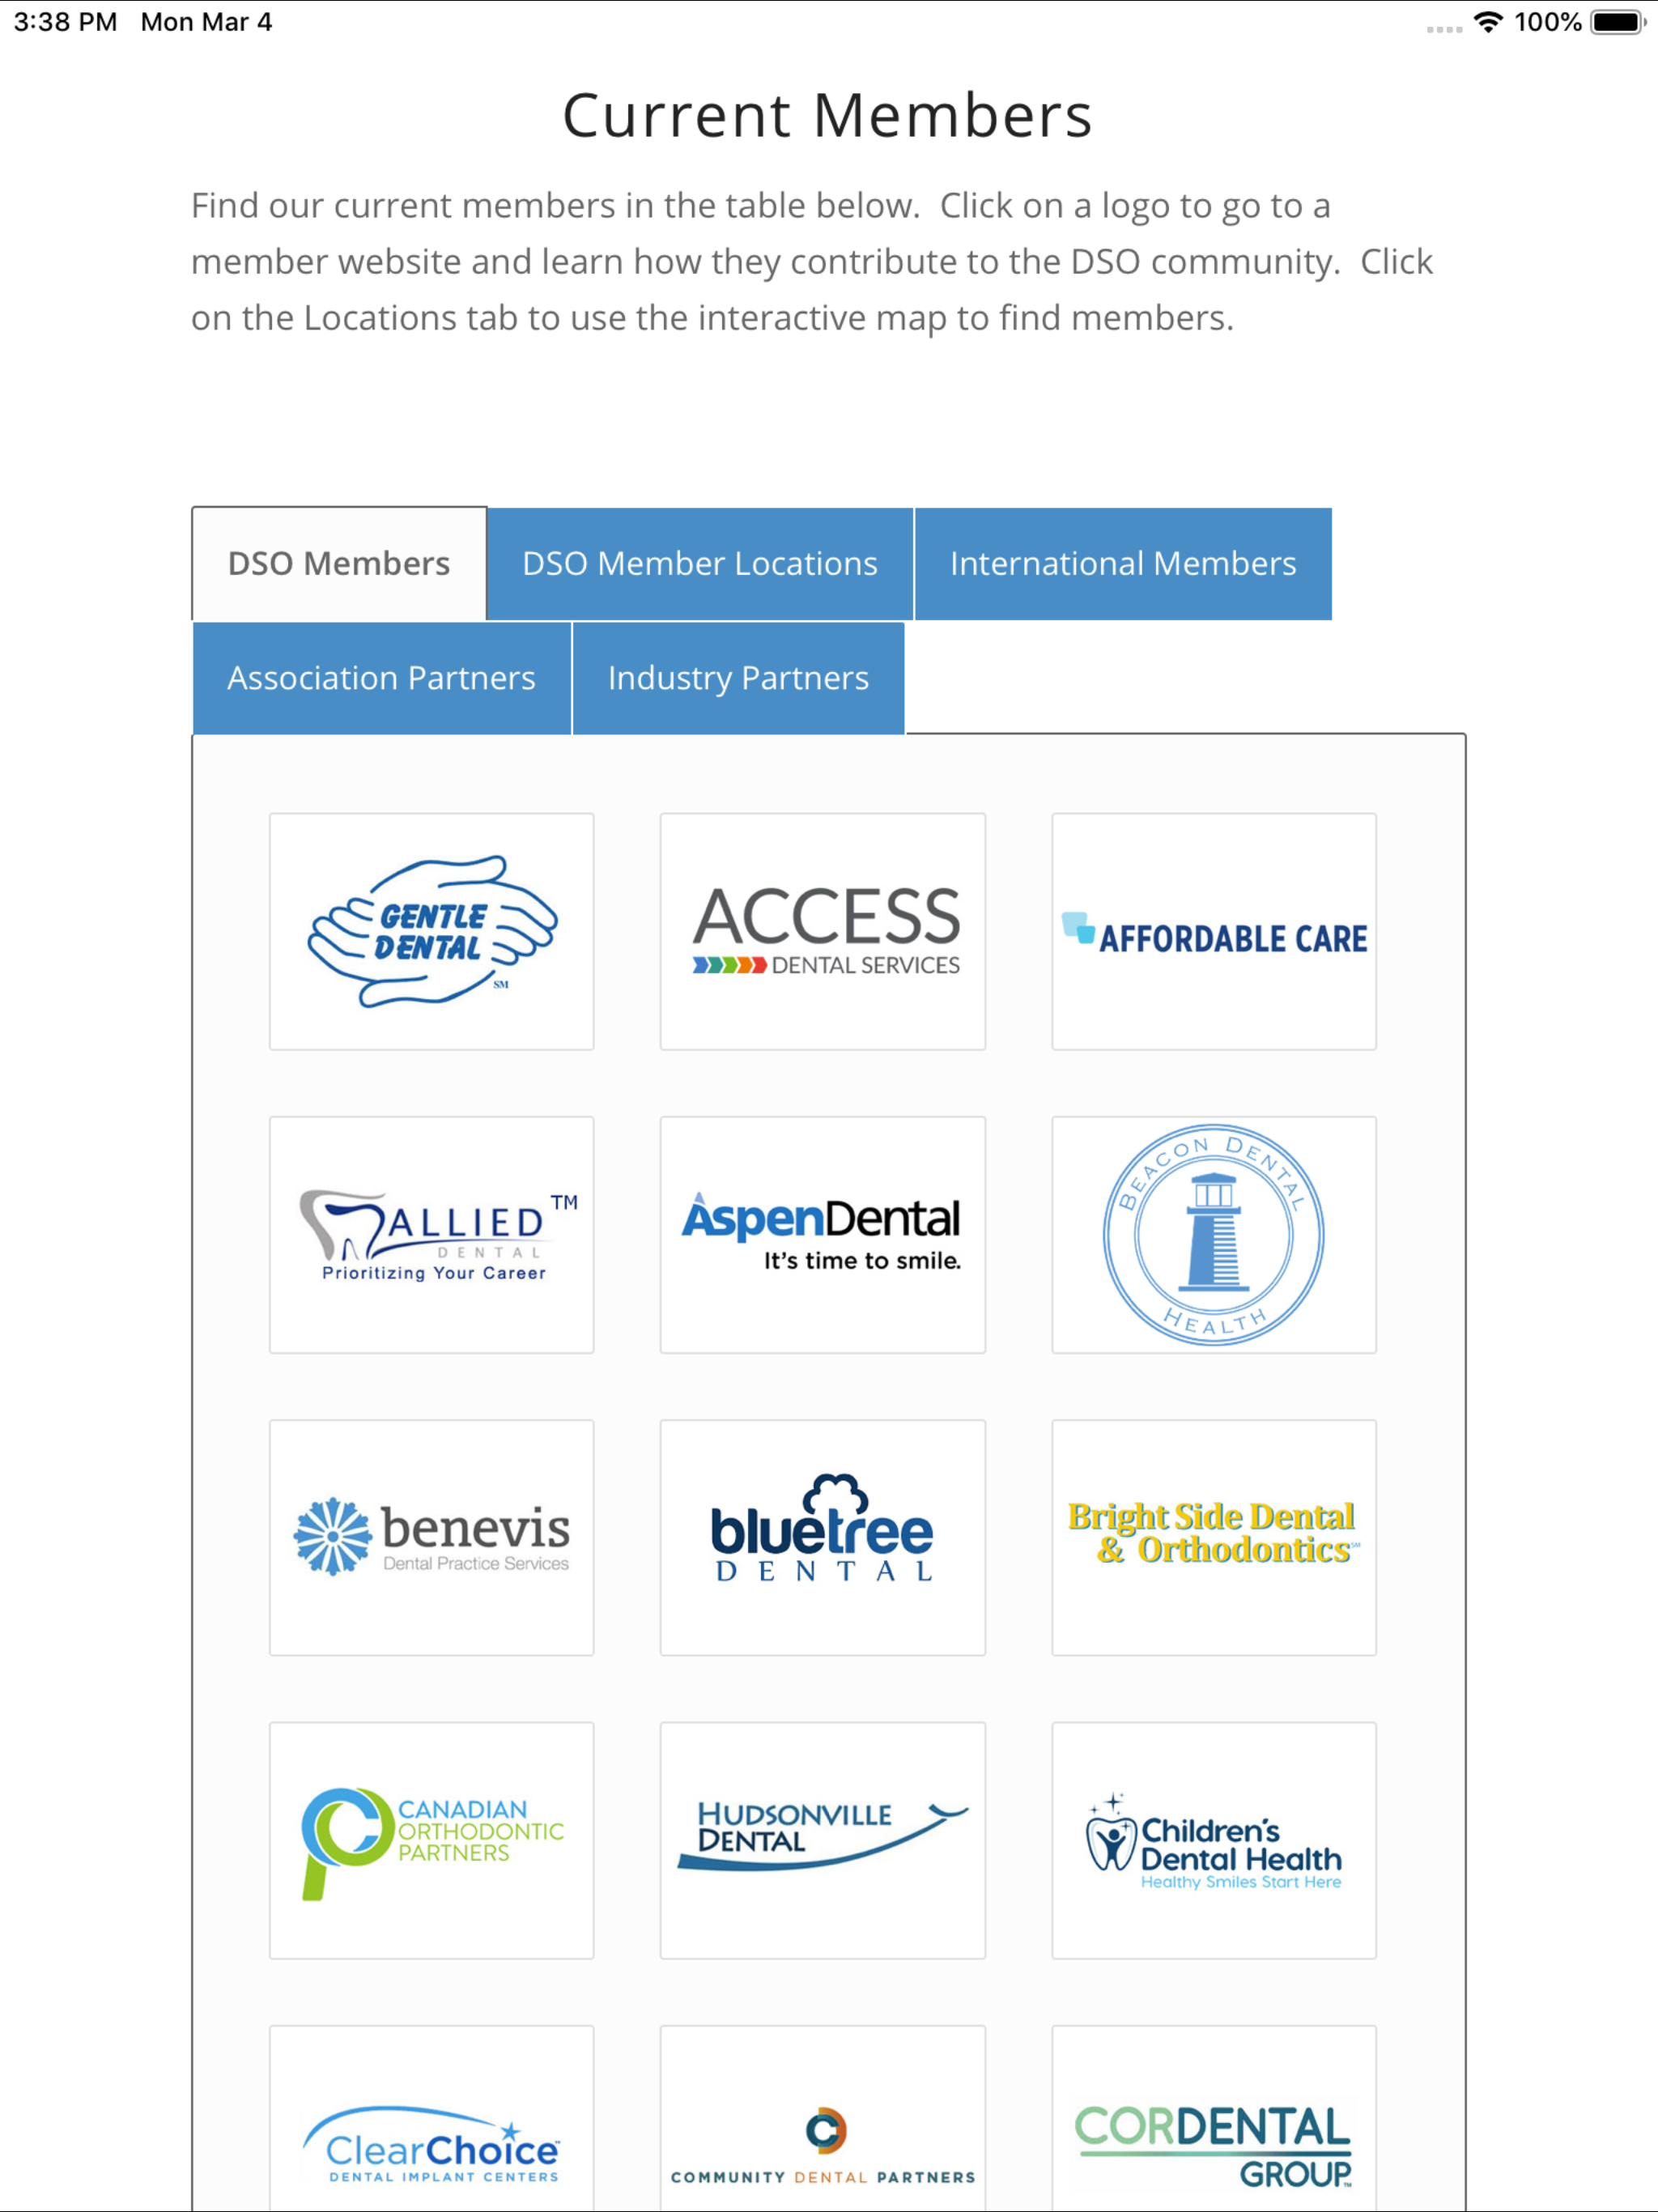 3:38 PM Mon Mar 4
100%
Current Members
Find our current members in the table below. Click on a logo to go to a
member website and learn how they contribute to the DSO community. Click
on the Locations tab to use the interactive map to find members.
DSO Members
DSO Member Locations
International Members
Association Partners
Industry Partners
GENTLE
DENTAL
SM
ACCESS
DENTAL SERVICES
AFFORDABLE CARE
ALLIED TM
DENTAL
Prioritizing Your Career
AspenDental
It's time to smile.
BEACON DENTAL
HEALTH
benevis
Dental Practice Services
bluetree
DENTAL
Bright Side Dental
& Orthodontics SM
CANADIAN
ORTHODONTIC
PARTNERS
HUDSONVILLE
DENTAL
Children's
Dental Health
Healthy Smiles Start Here
ClearChoice
DENTAL IMPLANT CENTERS
COMMUNITY DENTAL PARTNERS
CORDENTAL
GROUP™